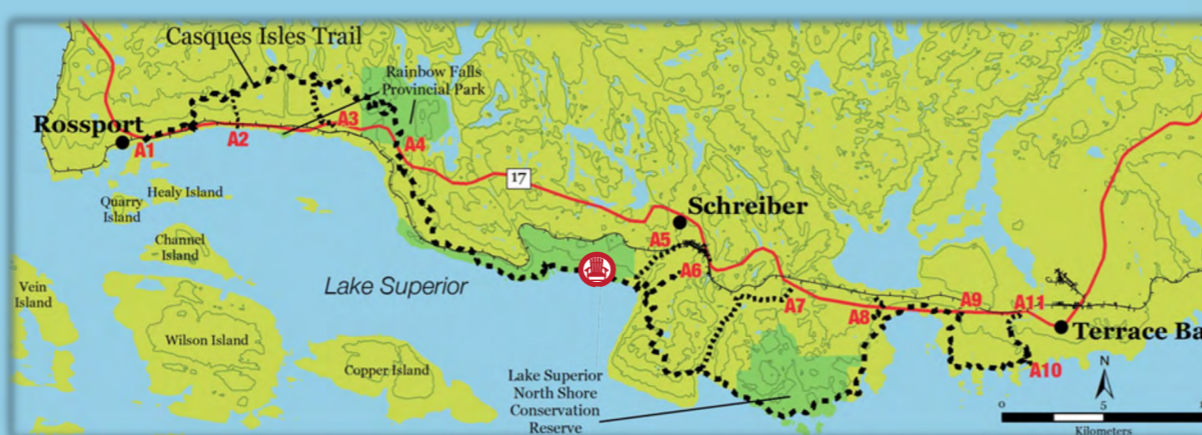 Casques Isles Trail
Rainbow Falls
Provincial Park
Rossport
A1
A2
A3
A4
17
Healy Island
Quarry
Island
Channel
Island
Schreiber
A5
A6
Lake Superior
Vein
Island
Wilson Island
Copper Island
A7
A8
A9
A11
Terrace Ba
A10
Lake Superior
North Shore
Conservation
Reserve
N
0
5
Kilometers